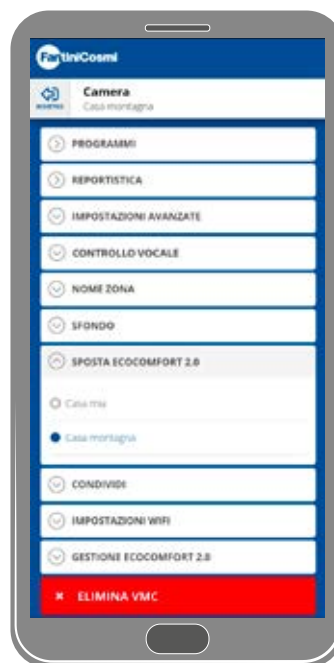 FantiniCosmi
INDIETRO
Camera
Casa montagna
PROGRAMMI
REPORTISTICA
IMPOSTAZIONI AVANZATE
CONTROLLO VOCALE
NOME ZONA
SFONDO
SPOSTA ECOCOMFORT 2.0
Casa mia
Casa montagna
CONDIVIDI
IMPOSTAZIONI WIFI
GESTIONE ECOCOMFORT 2.0
× ELIMINA VMC